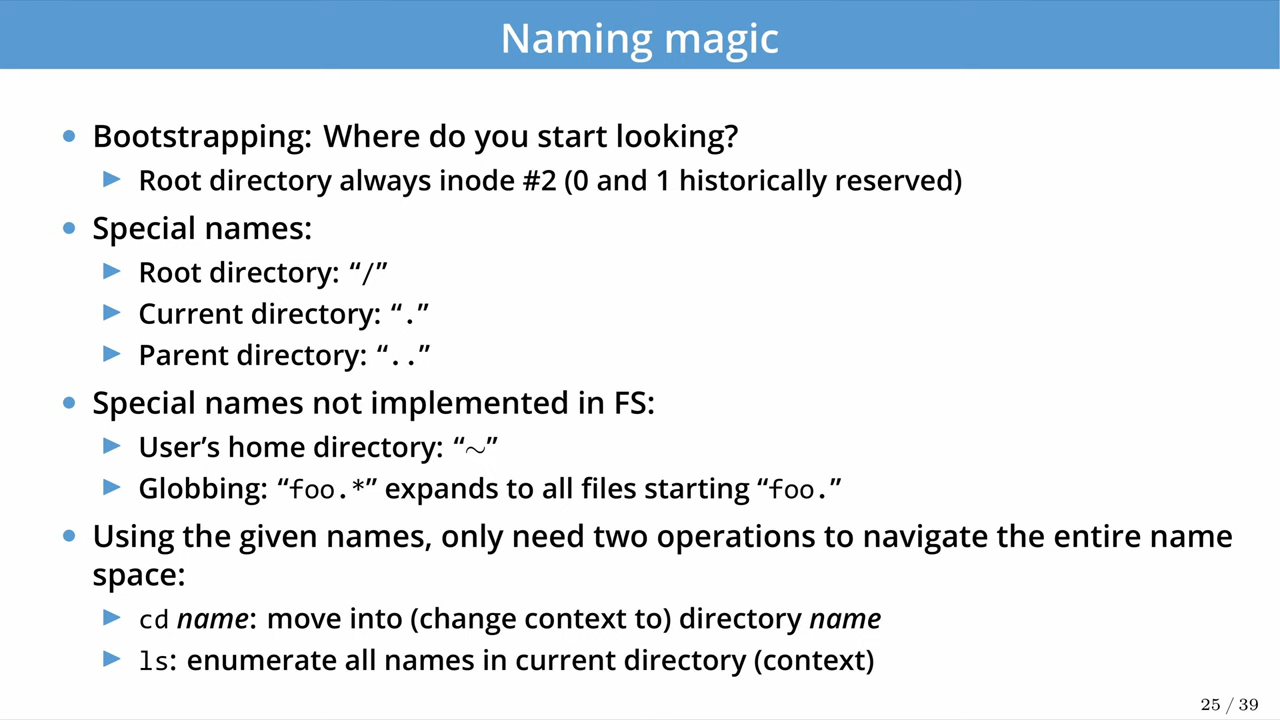 Naming magic
• Bootstrapping: Where do you start looking?
▶ Root directory always inode #2 (0 and 1 historically reserved)
• Special names:
▶ Root directory: “/”
▶ Current directory: “.”
▶ Parent directory: “..”
• Special names not implemented in FS:
▶ User’s home directory: “∼”
▶ Globbing: “foo.*” expands to all files starting “foo.”
• Using the given names, only need two operations to navigate the entire name
space:
▶ cd name: move into (change context to) directory name
▶ ls: enumerate all names in current directory (context)
25 / 39